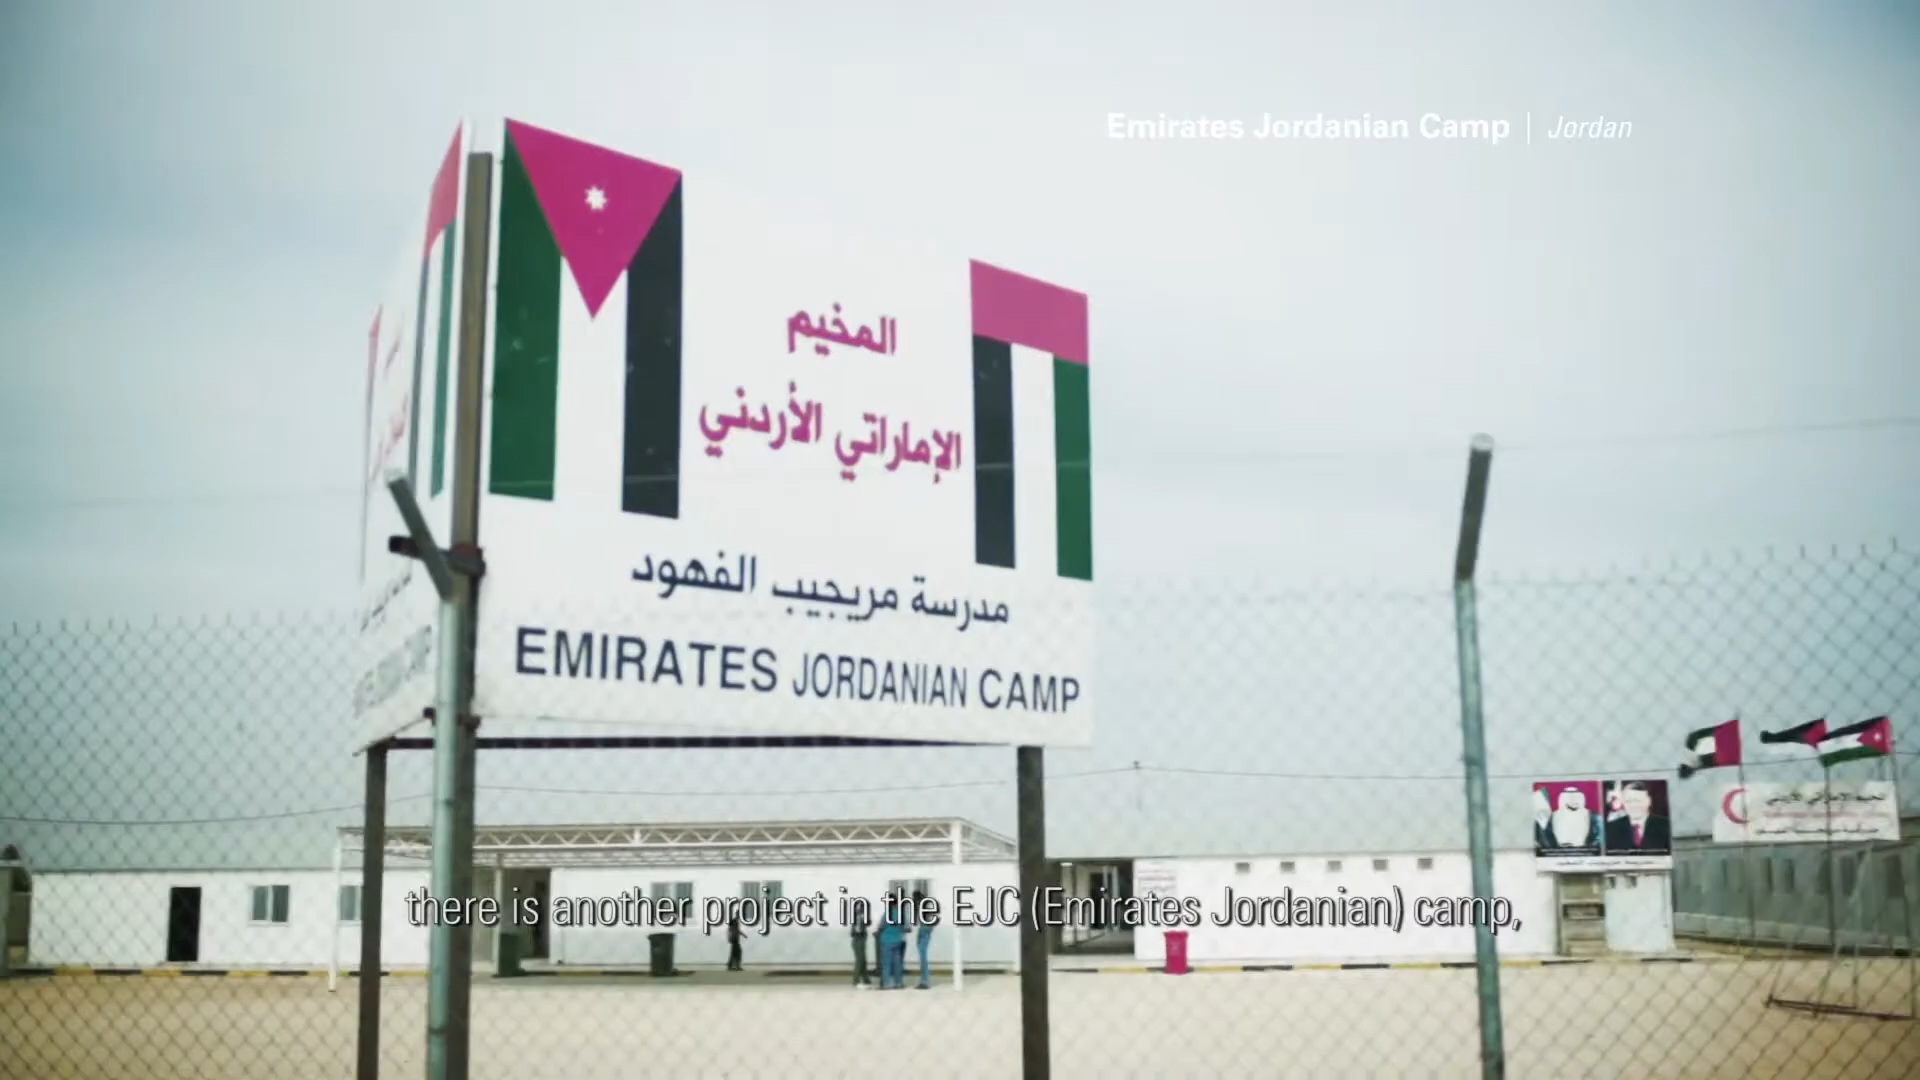 Emirates Jordanian Camp | Jordan
المخيم
الإماراتي الأردني
مدرسة مريجيب الفهود
EMIRATES JORDANIAN CAMP
there is another project in the EJC (Emirates Jordanian) camp,